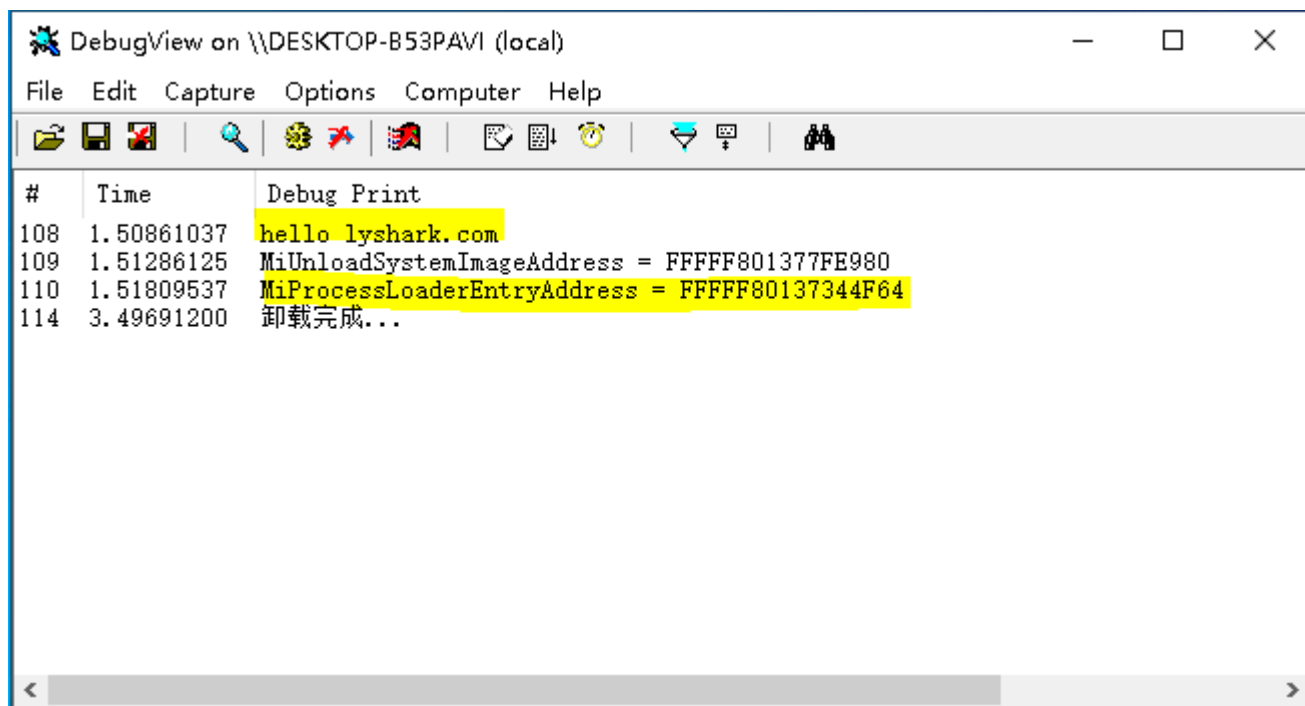 DebugView on \\DESKTOP-B53PAVI (local)
File Edit Capture Options Computer Help
# Time Debug Print
108 1.50861037 hello lyshark.com
109 1.51286125 MiUnloadSystemImageAddress = FFFFF801377FE980
110 1.51809537 MiProcessLoaderEntryAddress = FFFFF80137344F64
114 3.49691200 卸载完成...